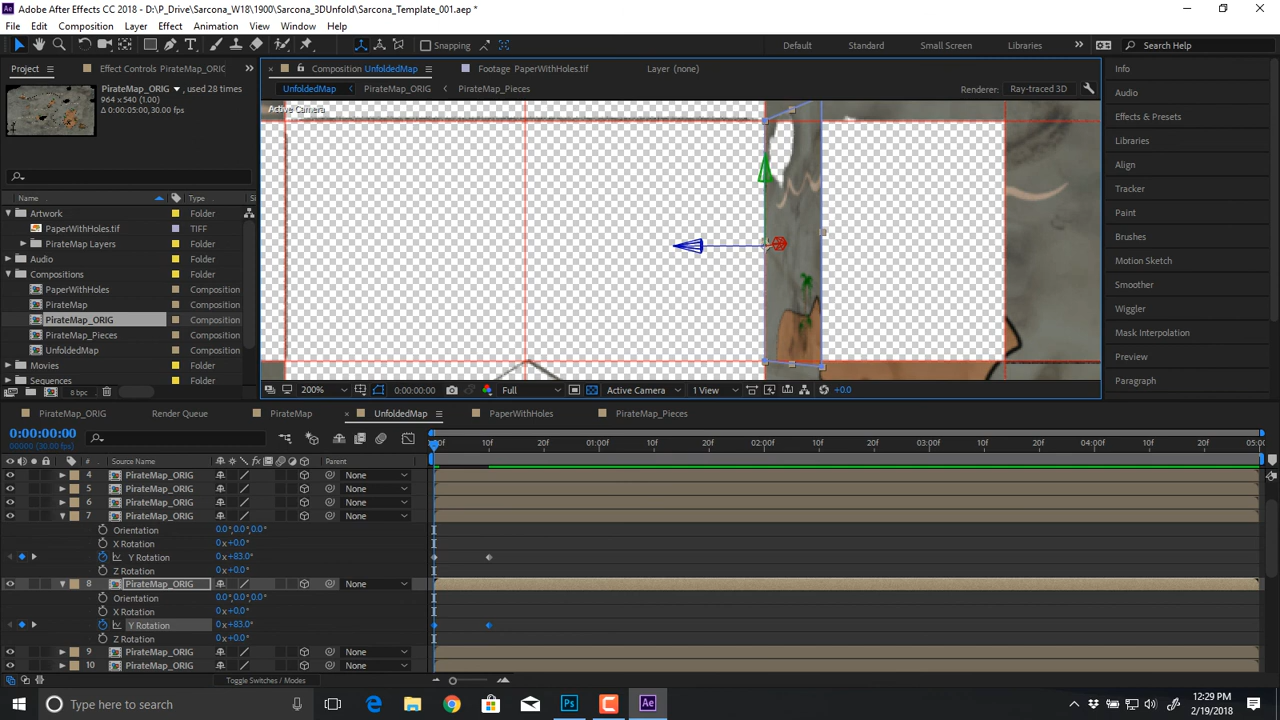 Adobe After Effects CC 2018 - D:\P_Drive\Sarcona_W18\1900\Sarcona_3DUnfold\Sarcona_Template_001.aep *
File Edit Composition Layer Effect Animation View Window Help
Snapping Default Standard Small Screen Libraries Search Help
Project Effect Controls PirateMap_ORIG
Composition UnfoldedMap Footage PaperWithHoles.tif Layer (none)
UnfoldedMap PirateMap_ORIG PirateMap_Pieces Renderer: Ray-traced 3D
PirateMap_ORIG , used 28 times
964 x 540 (1.00)
Δ 0:00:05:00, 30.00 fps
Active Camera
Name Type Si
Artwork Folder
PaperWithHoles.tif TIFF
PirateMap Layers Folder
Audio Folder
Compositions Folder
PaperWithHoles Composition
PirateMap Composition
PirateMap_ORIG Composition
PirateMap_Pieces Composition
UnfoldedMap Composition
Movies Folder
Sequences Folder
8 bpc
200% 0:00:00:00 Full Active Camera 1 View +0.0
Info
Audio
Effects & Presets
Libraries
Align
Tracker
Paint
Brushes
Motion Sketch
Smoother
Wiggler
Mask Interpolation
Preview
Paragraph
PirateMap_ORIG Render Queue PirateMap UnfoldedMap PaperWithHoles PirateMap_Pieces
0:00:00:00
00000 (30.00 fps)
10f 20f 01:00f 10f 20f 02:00f 10f 20f 03:00f 10f 20f 04:00f 10f 20f 05:00
# Source Name fx Parent
4 PirateMap_ORIG None
5 PirateMap_ORIG None
6 PirateMap_ORIG None
7 PirateMap_ORIG None
Orientation 0.0°,0.0°,0.0°
X Rotation 0x+0.0°
Y Rotation 0x+83.0°
Z Rotation 0x+0.0°
8 PirateMap_ORIG None
Orientation 0.0°,0.0°,0.0°
X Rotation 0x+0.0°
Y Rotation 0x+83.0°
Z Rotation 0x+0.0°
9 PirateMap_ORIG None
10 PirateMap_ORIG None
Toggle Switches / Modes
Type here to search
12:29 PM
2/19/2018